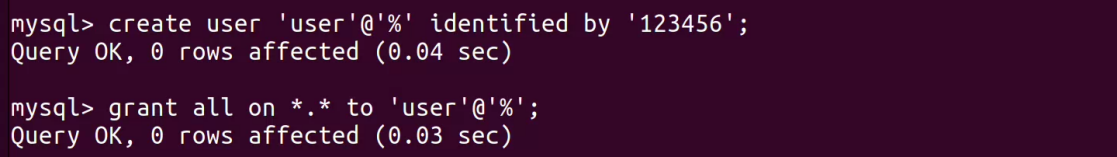 mysql> create user 'user'@'%' identified by '123456';
Query OK, 0 rows affected (0.04 sec)
mysql> grant all on *.* to 'user'@'%';
Query OK, 0 rows affected (0.03 sec)